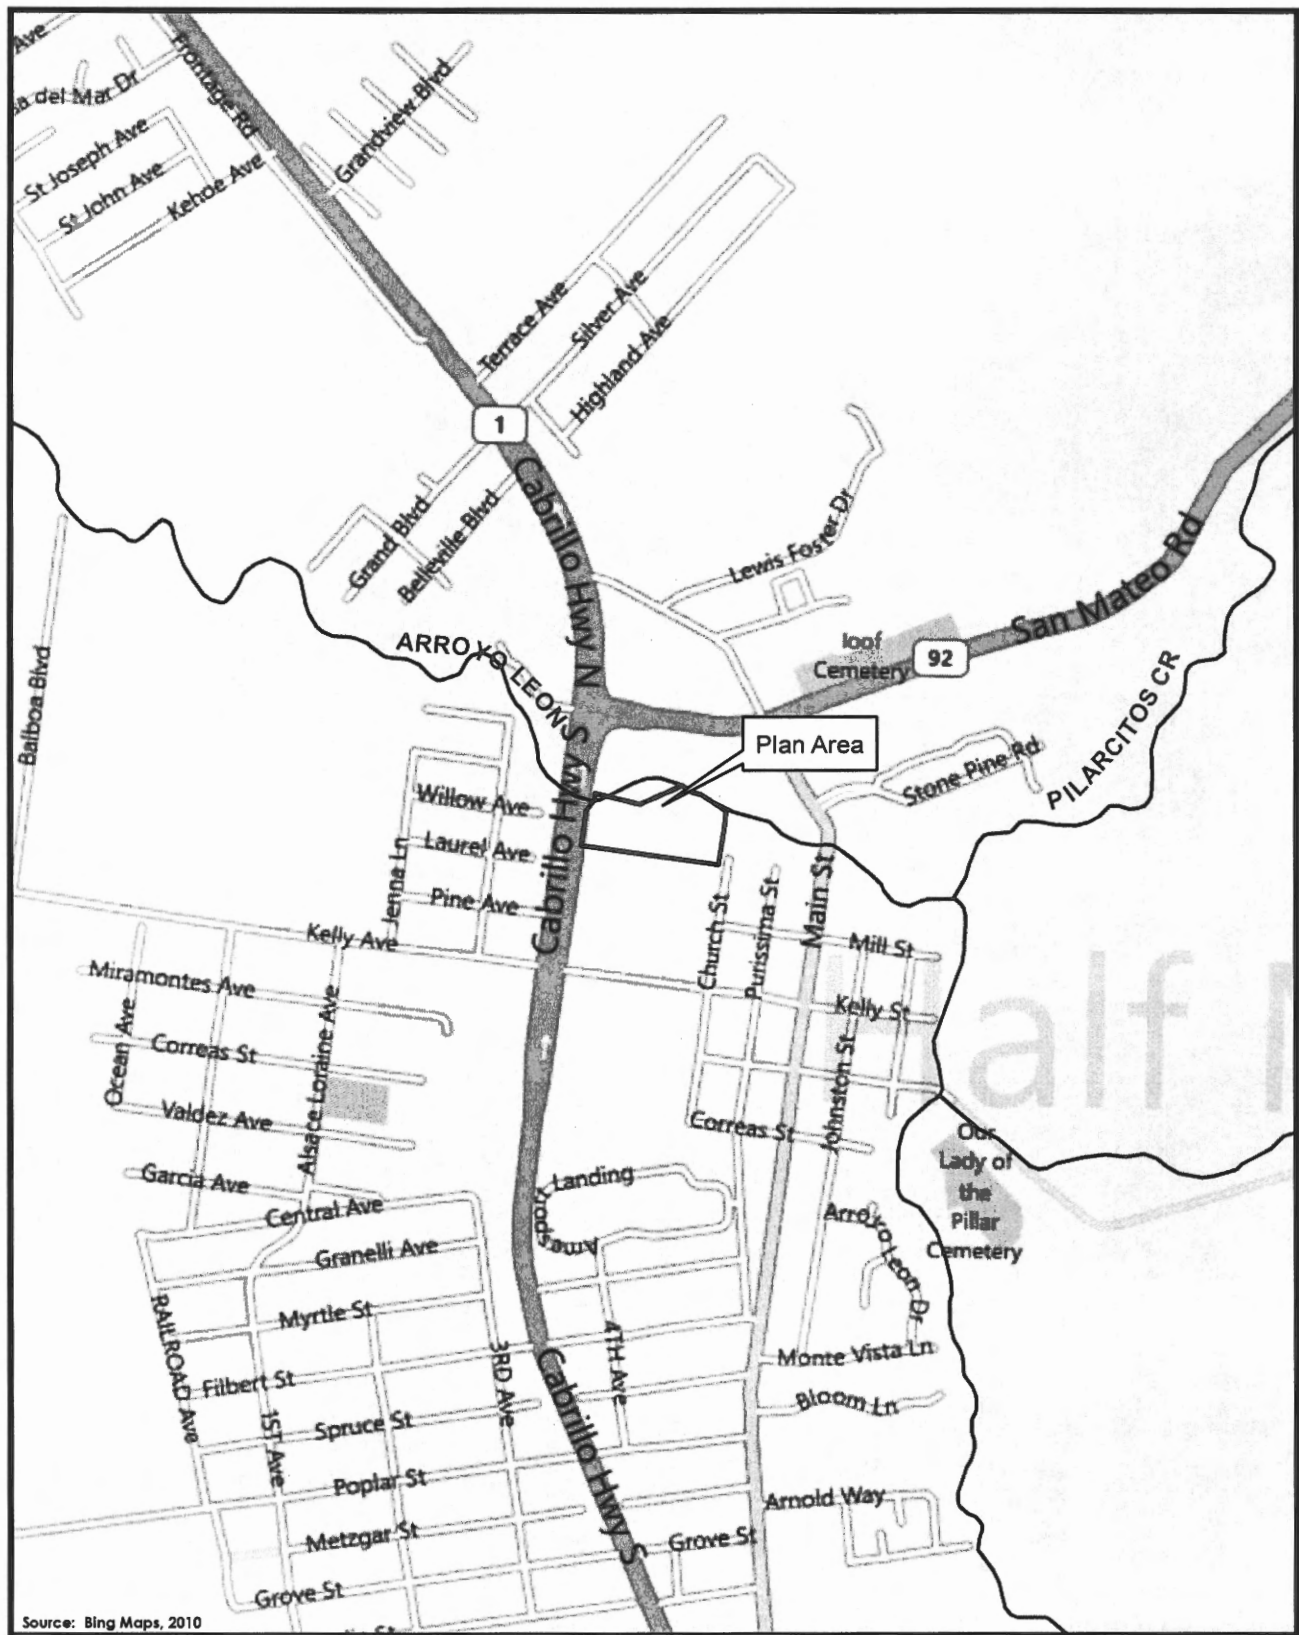 Ave
Frontage Rd
sa del Mar Dr
Grandview Blvd
St Joseph Ave
St John Ave
Kehoe Ave
Terrace Ave
Silver Ave
Highland Ave
1
Cabrillo Hwy N
Grand Blvd
Belleville Blvd
Lewis Foster Dr
San Mateo Rd
ARROYO LEON
Ioof
Cemetery
92
Balboa Blvd
PILARCITOS CR
Plan Area
Stone Pine Rd
Cabrillo Hwy S
Willow Ave
Laurel Ave
Jenna Ln
Pine Ave
Church St
Purissima St
Main St
Mill St
Kelly Ave
Miramontes Ave
Kelly St
Half M
Ocean Ave
Correas St
Alsace Loraine Ave
Johnston St
Valdez Ave
Correas St
Our
Lady of
the
Pillar
Cemetery
Garcia Ave
Landing
Central Ave
Amesport
Arroyo Leon Dr
Granelli Ave
RAILROAD Ave
Myrtle St
3RD Ave
4TH Ave
Monte Vista Ln
Filbert St
Cabrillo Hwy S
Bloom Ln
1ST Ave
Spruce St
Poplar St
Arnold Way
Metzgar St
Grove St
Grove St
Source: Bing Maps, 2010